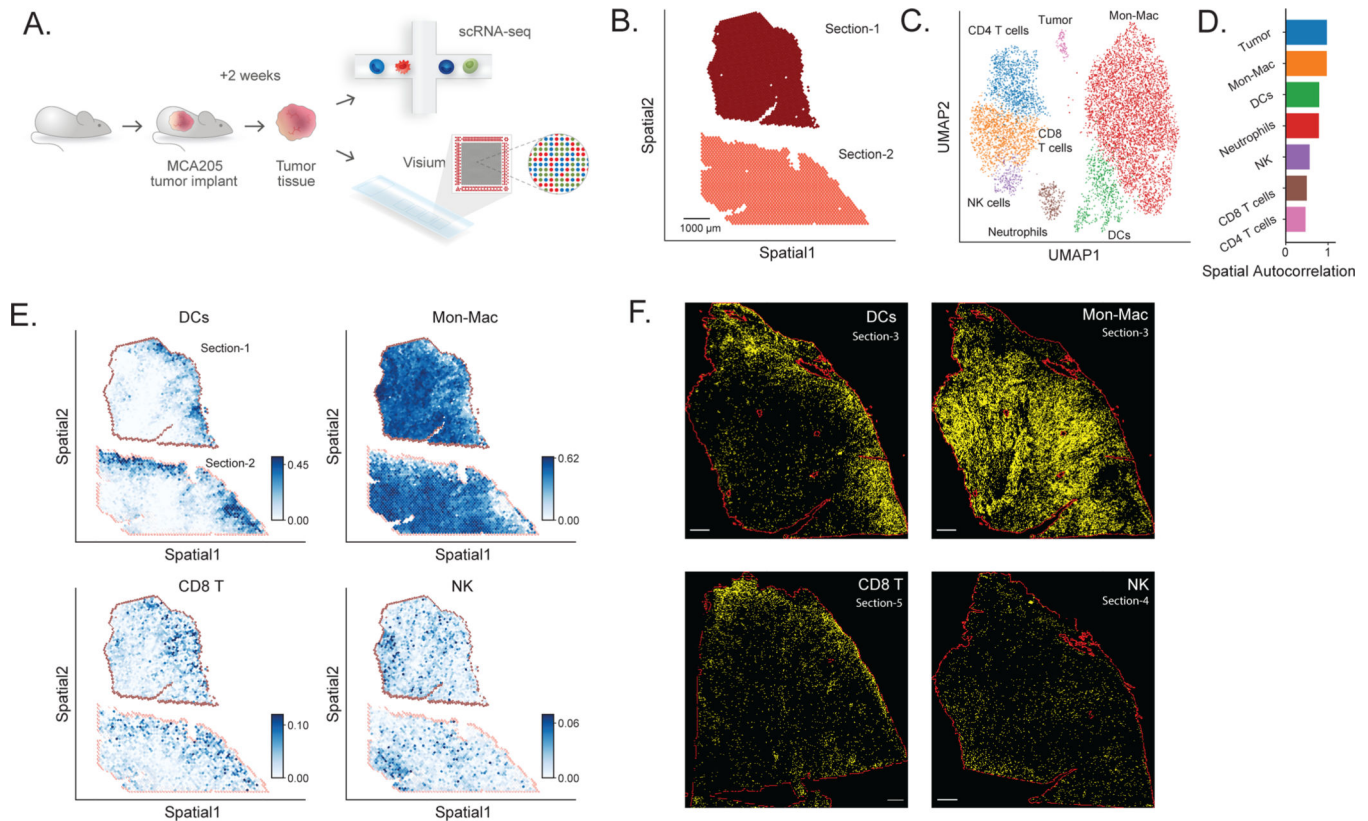 A.
scRNA-seq
+2 weeks
MCA205
tumor implant
Tumor
tissue
Visium
B.
Section-1
Section-2
1000 µm
Spatial2
Spatial1
C.
CD4 T cells
Tumor
Mon-Mac
CD8
T cells
NK cells
Neutrophils
DCs
UMAP2
UMAP1
D.
Tumor
Mon-Mac
DCs
Neutrophils
NK
CD8 T cells
CD4 T cells
0
1
Spatial Autocorrelation
E.
DCs
Section-1
Section-2
0.45
0.00
Spatial2
Spatial1
Mon-Mac
0.62
0.00
Spatial2
Spatial1
CD8 T
0.10
0.00
Spatial2
Spatial1
NK
0.06
0.00
Spatial2
Spatial1
F.
DCs
Section-3
Mon-Mac
Section-3
CD8 T
Section-5
NK
Section-4